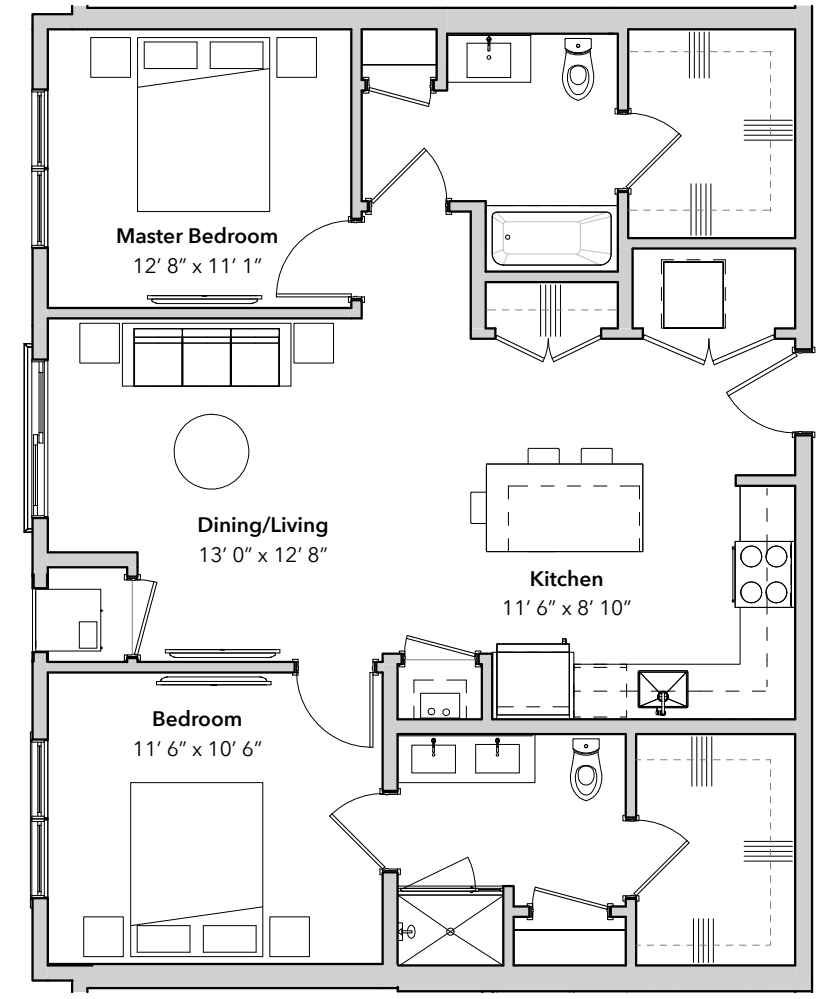 Master Bedroom
12’ 8” x 11’ 1”
Dining/Living
13’ 0” x 12’ 8”
Kitchen
11’ 6” x 8’ 10”
Bedroom
11’ 6” x 10’ 6”